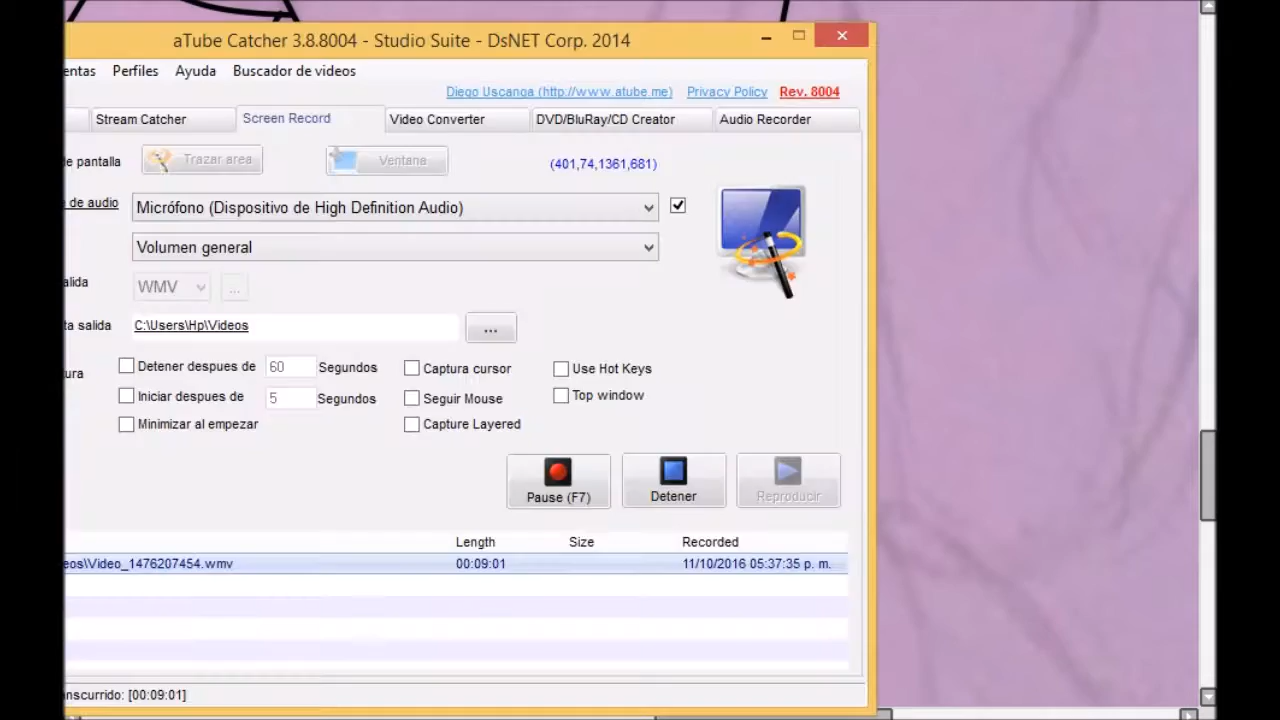 aTube Catcher 3.8.8004 - Studio Suite - DsNET Corp. 2014
entas Perfiles Ayuda Buscador de videos
Diego Uscanga (http://www.atube.me) Privacy Policy Rev. 8004
Stream Catcher Screen Record Video Converter DVD/BluRay/CD Creator Audio Recorder
de pantalla Trazar area Ventana (401,74,1361,681)
de audio Micrófono (Dispositivo de High Definition Audio)
Volumen general
alida WMV ...
ta salida C:\Users\Hp\Videos ...
ura Detener despues de 60 Segundos Captura cursor Use Hot Keys
Iniciar despues de 5 Segundos Seguir Mouse Top window
Minimizar al empezar Capture Layered
Pause (F7) Detener Reproducir
Length Size Recorded
eos\Video_1476207454.wmv 00:09:01 11/10/2016 05:37:35 p. m.
nscurrido: [00:09:01]